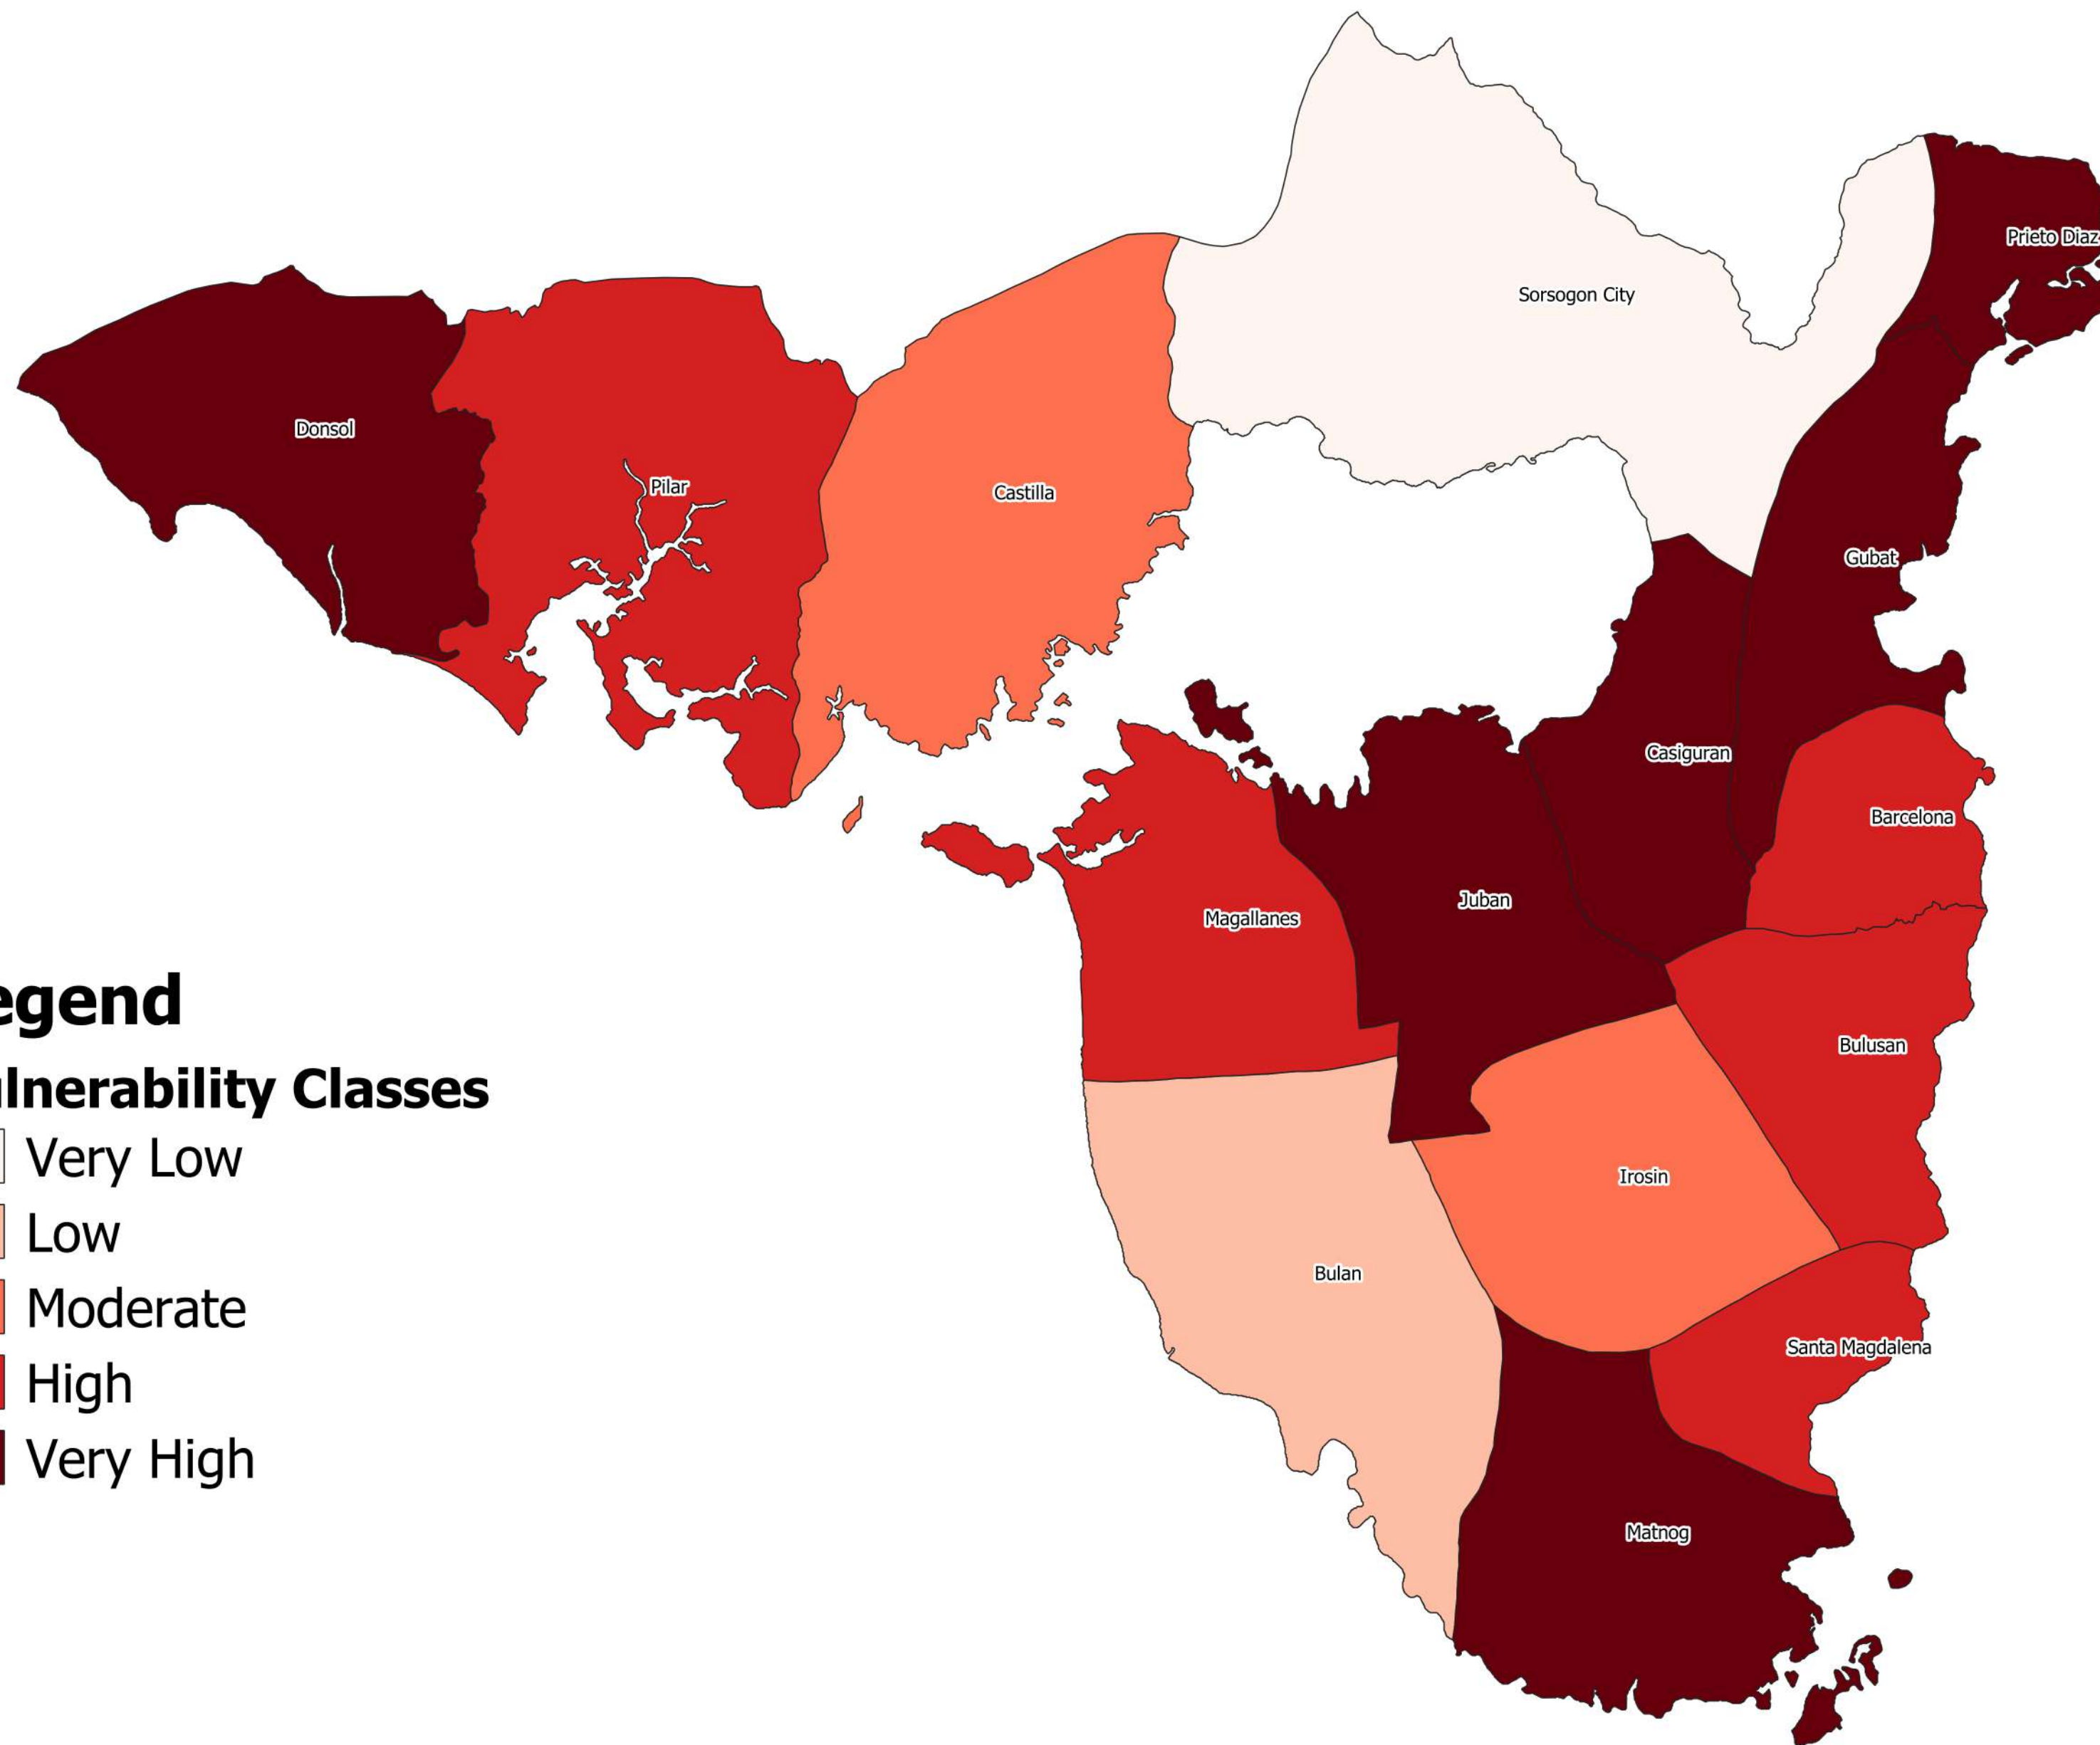 Prieto Diaz
Sorsogon City
Donsol
Pilar
Castilla
Gubat
Casiguran
Barcelona
Juban
Magallanes
egend
Bulusan
lnerability Classes
Very Low
Irosin
Low
Bulan
Moderate
Santa Magdalena
High
Very High
Matnog